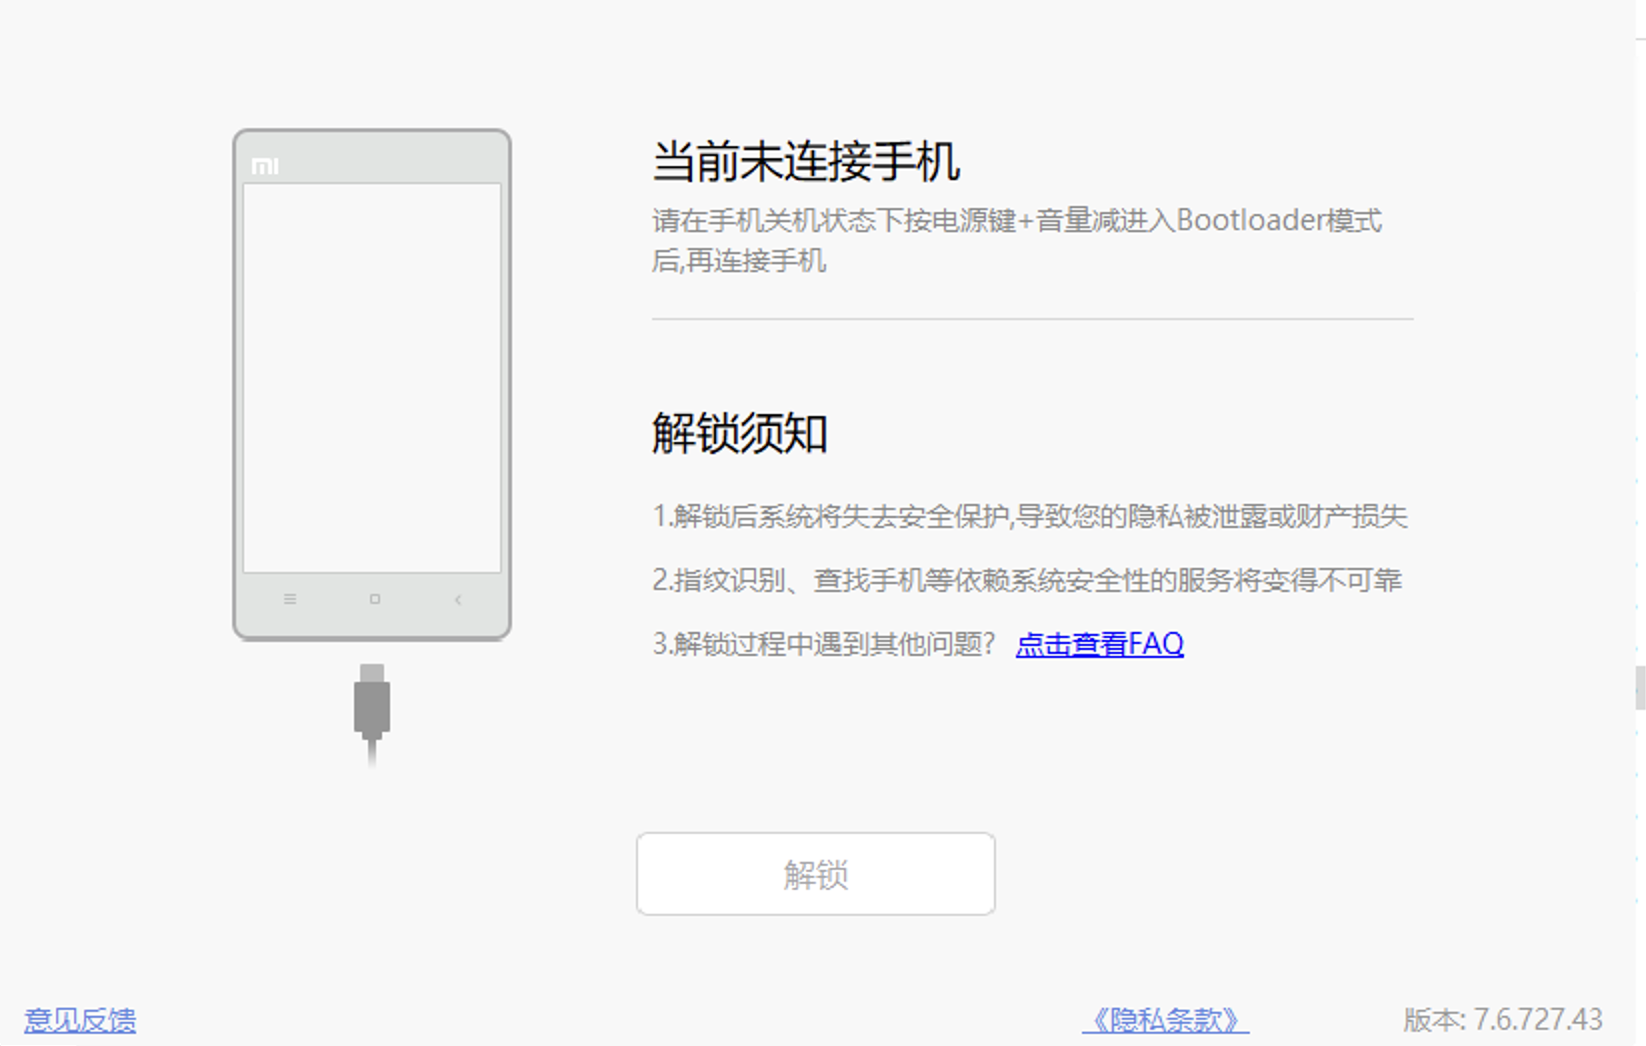 mi
当前未连接手机
请在手机关机状态下按电源键+音量减进入Bootloader模式
后,再连接手机
解锁须知
1.解锁后系统将失去安全保护,导致您的隐私被泄露或财产损失
2.指纹识别、查找手机等依赖系统安全性的服务将变得不可靠
3.解锁过程中遇到其他问题? 点击查看FAQ
解锁
意见反馈
《隐私条款》
版本: 7.6.727.43